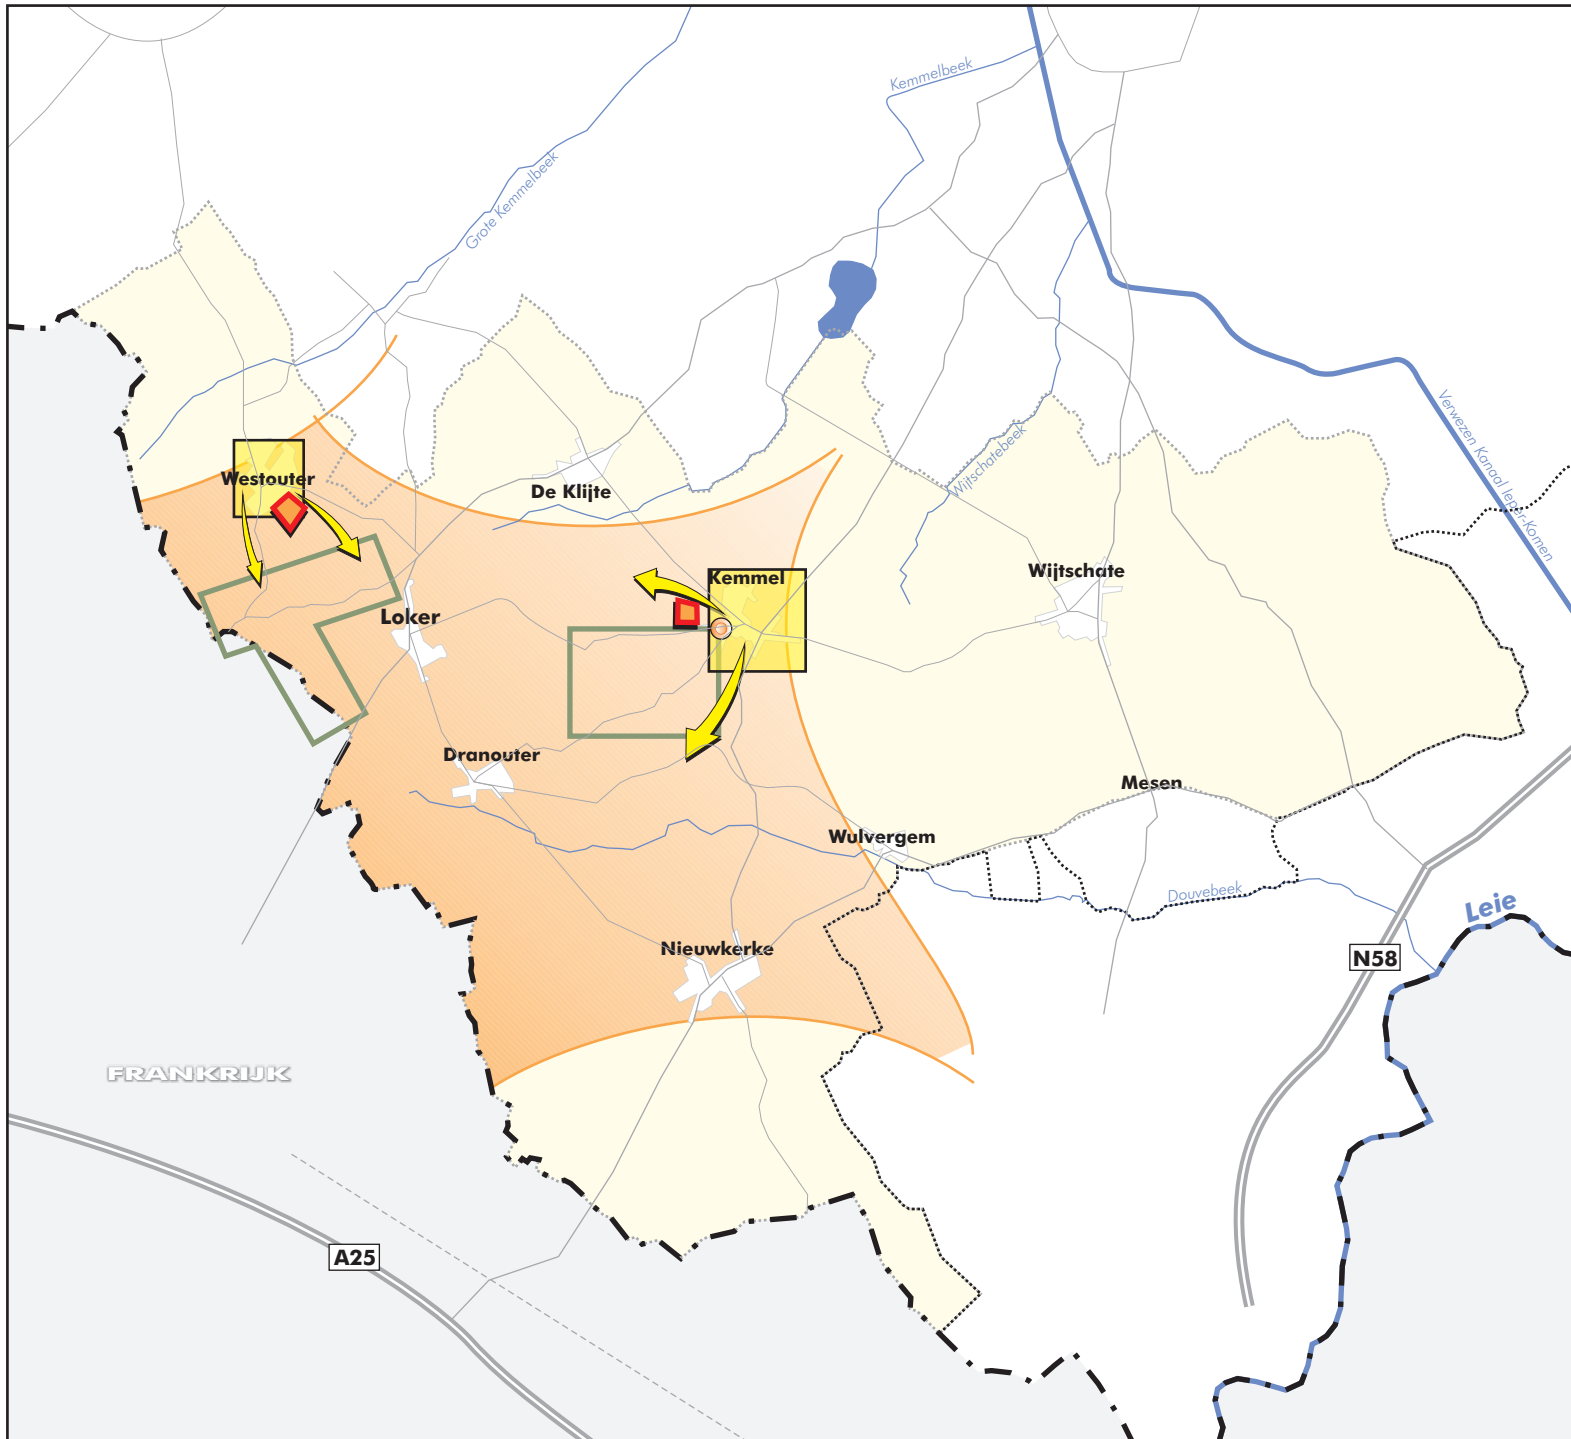 Kemmelbeek
Grote Kemmelbeek
Verwezen Kanaal Ieper-Komen
Wijtschatebeek
Westouter
De Klijte
Kemmel
Wijtschate
Loker
Dranouter
Mesen
Wulvergem
Douvebeek
Leie
Nieuwkerke
N58
FRANKRIJK
A25